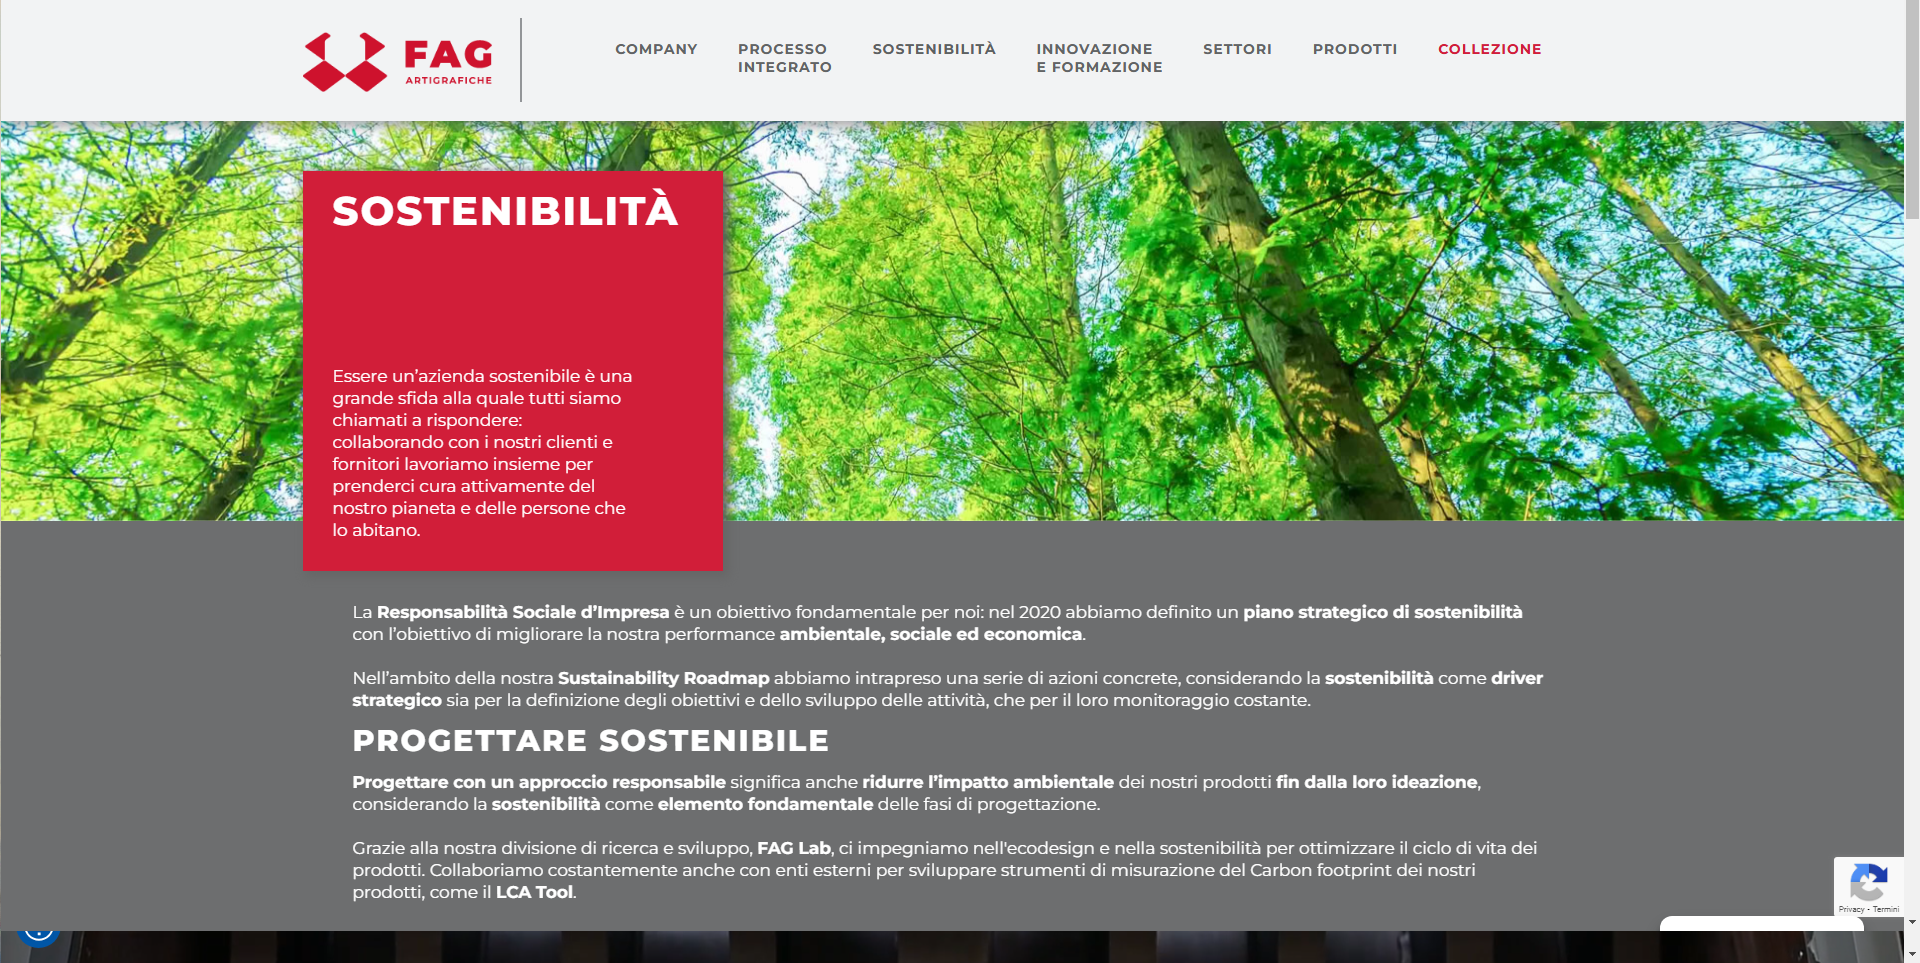 FAG
ARTIGRAFICHE
COMPANY
PROCESSO
INTEGRATO
SOSTENIBILITÀ
INNOVAZIONE
E FORMAZIONE
SETTORI
PRODOTTI
COLLEZIONE
SOSTENIBILITÀ
Essere un’azienda sostenibile è una
grande sfida alla quale tutti siamo
chiamati a rispondere:
collaborando con i nostri clienti e
fornitori lavoriamo insieme per
prenderci cura attivamente del
nostro pianeta e delle persone che
lo abitano.
La Responsabilità Sociale d’Impresa è un obiettivo fondamentale per noi: nel 2020 abbiamo definito un piano strategico di sostenibilità
con l’obiettivo di migliorare la nostra performance ambientale, sociale ed economica.
Nell’ambito della nostra Sustainability Roadmap abbiamo intrapreso una serie di azioni concrete, considerando la sostenibilità come driver
strategico sia per la definizione degli obiettivi e dello sviluppo delle attività, che per il loro monitoraggio costante.
PROGETTARE SOSTENIBILE
Progettare con un approccio responsabile significa anche ridurre l’impatto ambientale dei nostri prodotti fin dalla loro ideazione,
considerando la sostenibilità come elemento fondamentale delle fasi di progettazione.
Grazie alla nostra divisione di ricerca e sviluppo, FAG Lab, ci impegniamo nell'ecodesign e nella sostenibilità per ottimizzare il ciclo di vita dei
prodotti. Collaboriamo costantemente anche con enti esterni per sviluppare strumenti di misurazione del Carbon footprint dei nostri
prodotti, come il LCA Tool.
Privacy - Termini